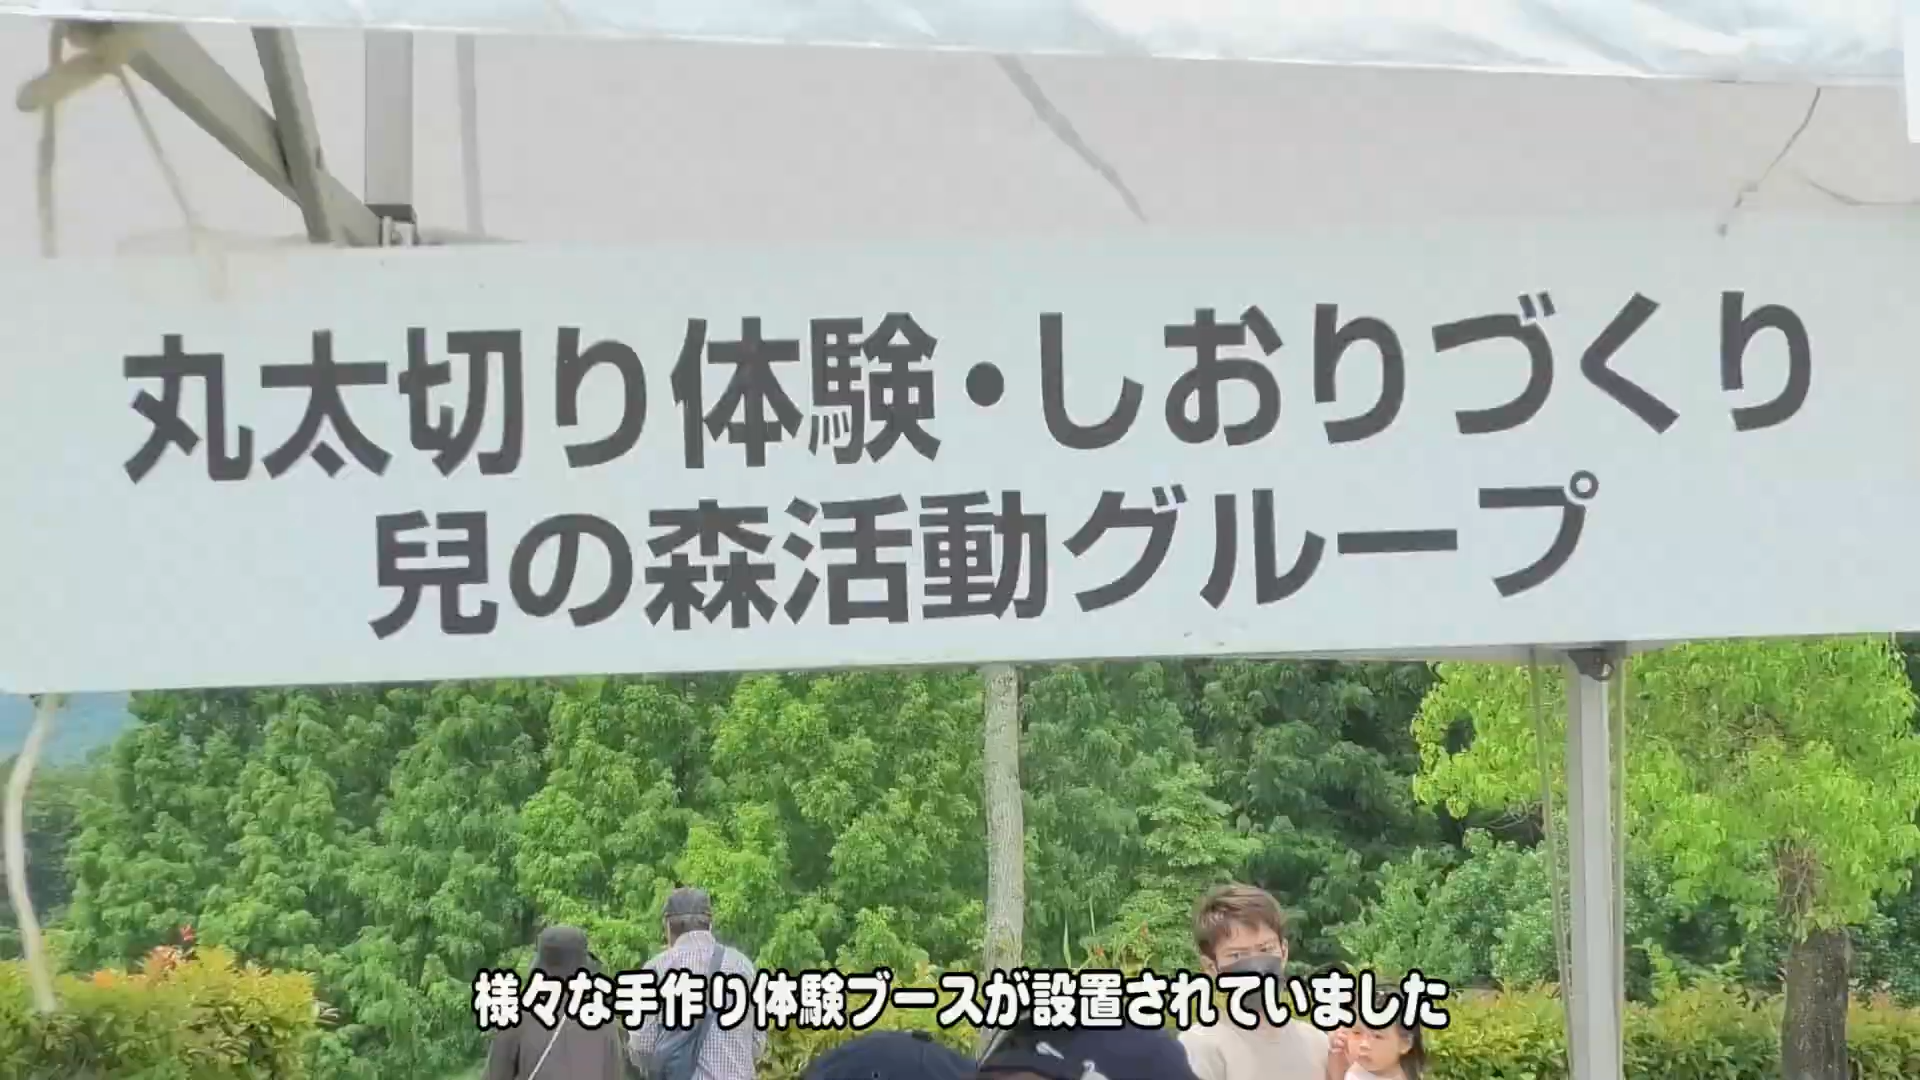 丸太切り体験・しおりづくり
兒の森活動グループ
様々な手作り体験ブースが設置されていました